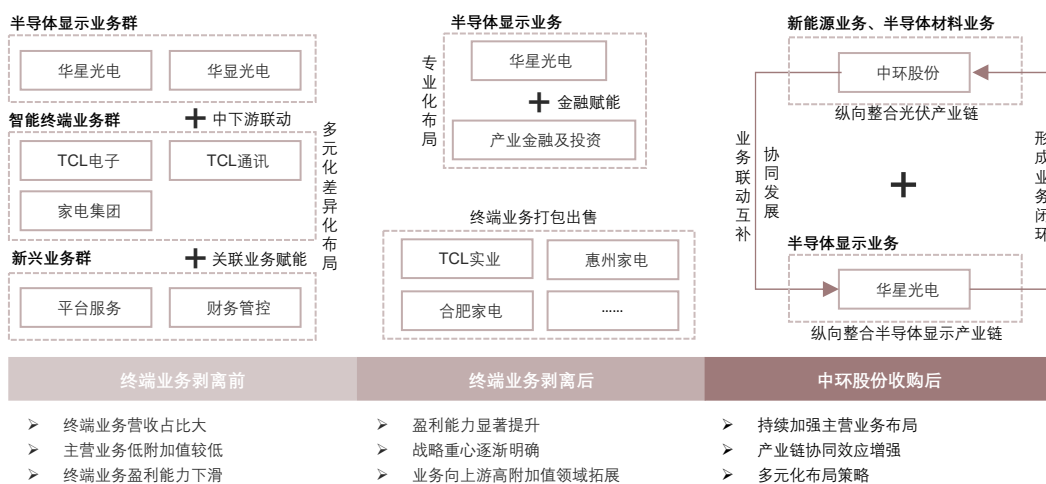 半导体显示业务群
华星光电
华显光电
中下游联动
智能终端业务群
TCL电子
TCL通讯
家电集团
关联业务赋能
新兴业务群
平台服务
财务管控
多元化差异化布局
半导体显示业务
专业化布局
华星光电
金融赋能
产业金融及投资
终端业务打包出售
TCL实业
惠州家电
合肥家电
......
新能源业务、半导体材料业务
中环股份
纵向整合光伏产业链
业务联动互补
协同发展
形成业务闭环
半导体显示业务
华星光电
纵向整合半导体显示产业链
终端业务剥离前
终端业务剥离后
中环股份收购后
➢ 终端业务营收占比大
➢ 主营业务低附加值较低
➢ 终端业务盈利能力下滑
➢ 盈利能力显著提升
➢ 战略重心逐渐明确
➢ 业务向上游高附加值领域拓展
➢ 持续加强主营业务布局
➢ 产业链协同效应增强
➢ 多元化布局策略